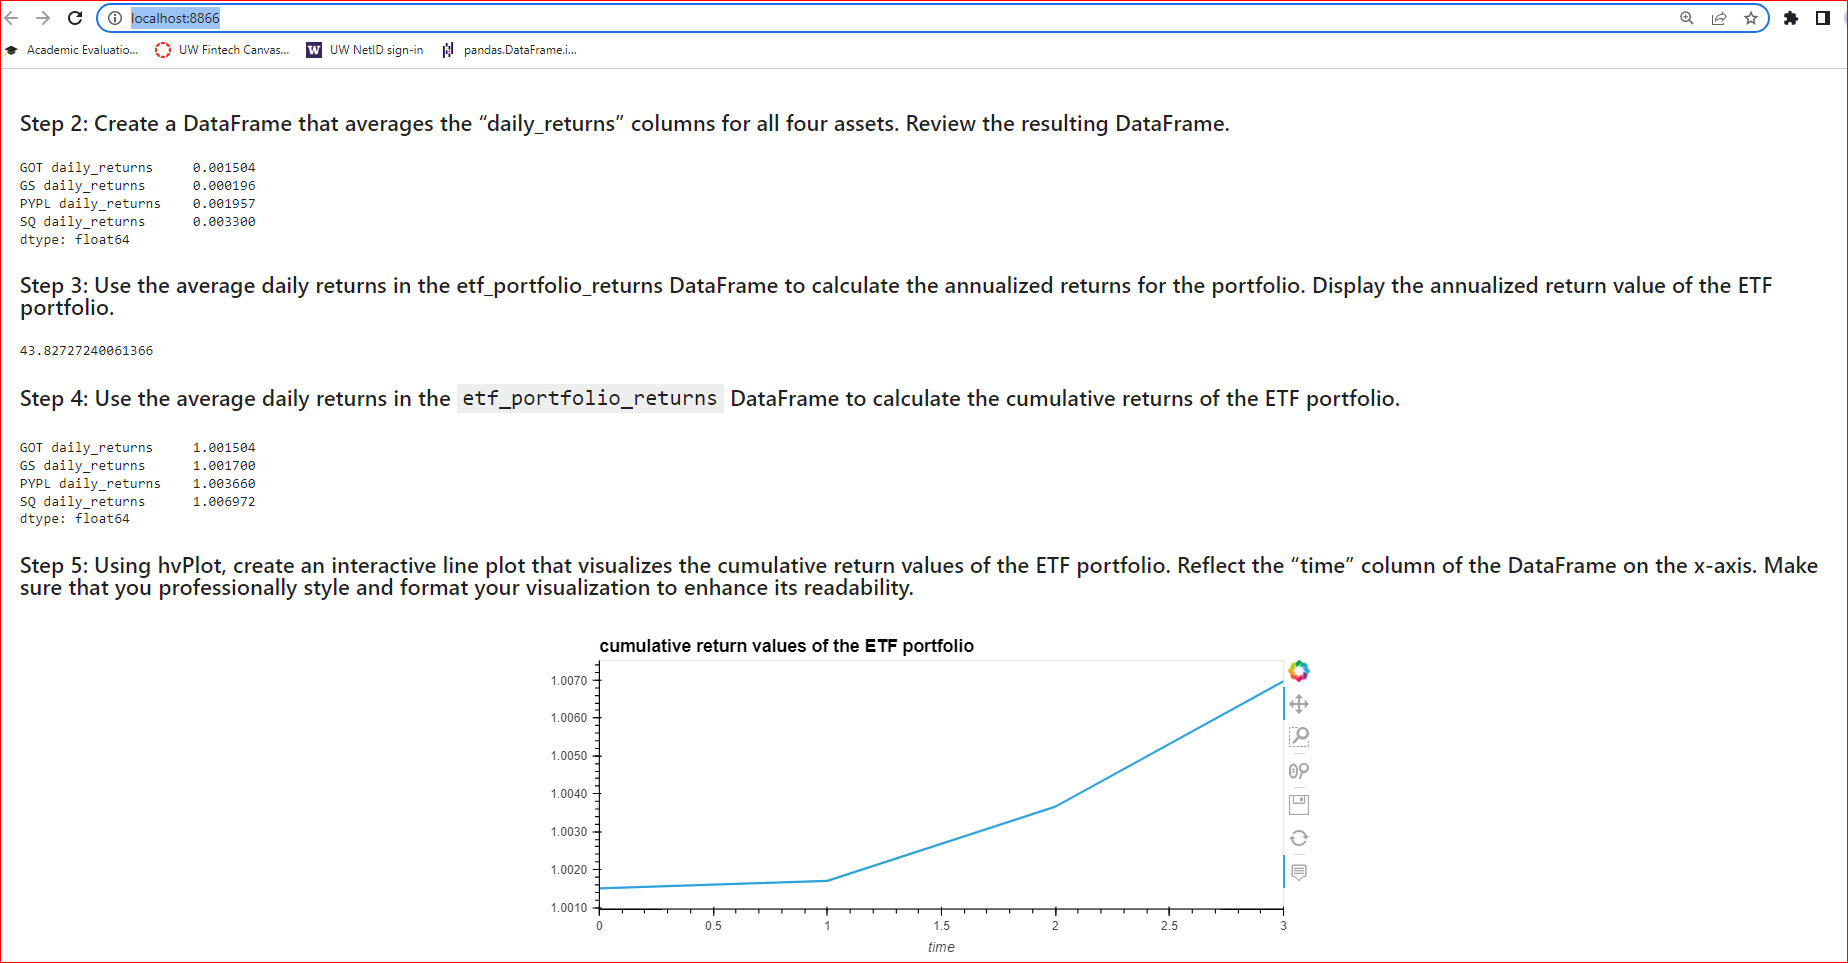 localhost:8866
Academic Evaluatio...
UW Fintech Canvas...
W UW NetID sign-in
pandas.DataFrame.i...
Step 2: Create a DataFrame that averages the “daily_returns” columns for all four assets. Review the resulting DataFrame.
GOT daily_returns 0.001504
GS daily_returns 0.000196
PYPL daily_returns 0.001957
SQ daily_returns 0.003300
dtype: float64
Step 3: Use the average daily returns in the etf_portfolio_returns DataFrame to calculate the annualized returns for the portfolio. Display the annualized return value of the ETF
portfolio.
43.82727240061366
Step 4: Use the average daily returns in the etf_portfolio_returns DataFrame to calculate the cumulative returns of the ETF portfolio.
GOT daily_returns 1.001504
GS daily_returns 1.001700
PYPL daily_returns 1.003660
SQ daily_returns 1.006972
dtype: float64
Step 5: Using hvPlot, create an interactive line plot that visualizes the cumulative return values of the ETF portfolio. Reflect the “time” column of the DataFrame on the x-axis. Make
sure that you professionally style and format your visualization to enhance its readability.
cumulative return values of the ETF portfolio
1.0070
1.0060
1.0050
1.0040
1.0030
1.0020
1.0010
0 0.5 1 1.5 2 2.5 3
time